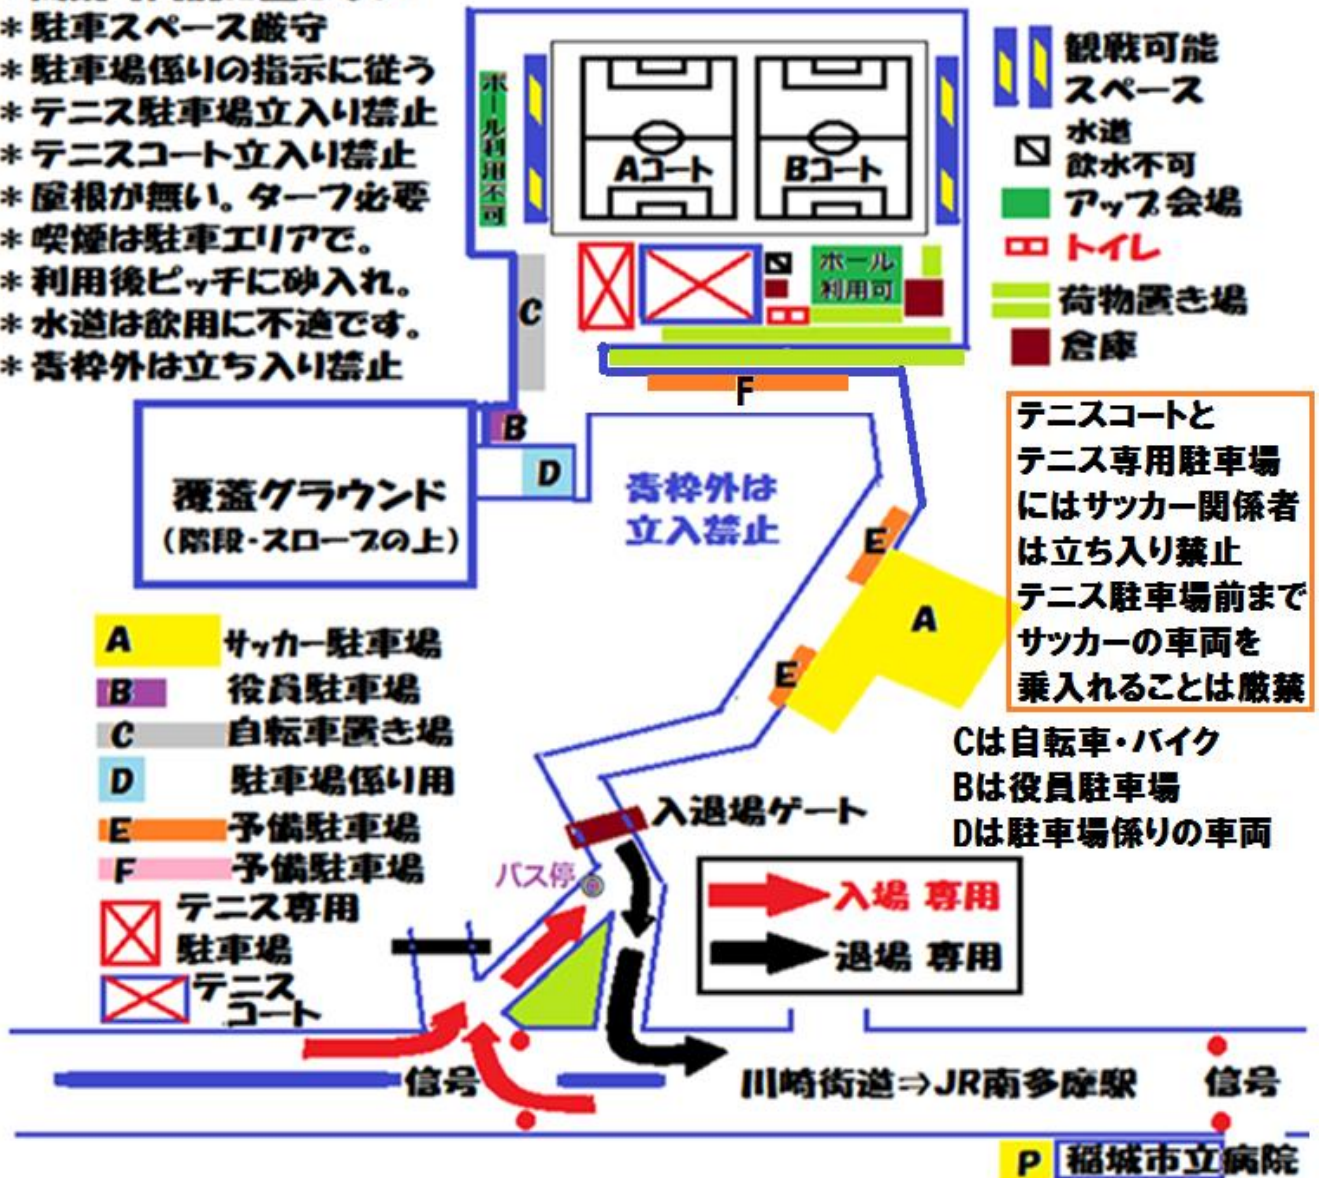 ＊駐車スペース厳守
＊駐車場係りの指示に従う
＊テニス駐車場立入り禁止
＊テニスコート立入り禁止
＊屋根が無い。タープ必要
＊喫煙は駐車エリアで。
＊利用後ピッチに砂入れ。
＊水道は飲用に不適です。
＊青枠外は立ち入り禁止
ボール利用不可
Aコート
Bコート
ボール
利用可
観戦可能
スペース
水道
飲水不可
アップ会場
トイレ
荷物置き場
倉庫
C
F
B
D
覆蓋グラウンド
(階段・スロープの上)
青枠外は
立入禁止
E
A
E
テニスコートと
テニス専用駐車場
にはサッカー関係者
は立ち入り禁止
テニス駐車場前まで
サッカーの車両を
乗入れることは厳禁
Cは自転車・バイク
Bは役員駐車場
Dは駐車場係りの車両
A サッカー駐車場
B 役員駐車場
C 自転車置き場
D 駐車場係り用
E 予備駐車場
F 予備駐車場
テニス専用
駐車場
テニス
コート
入退場ゲート
バス停
入場 専用
退場 専用
信号
川崎街道⇒JR南多摩駅
信号
P 稲城市立病院